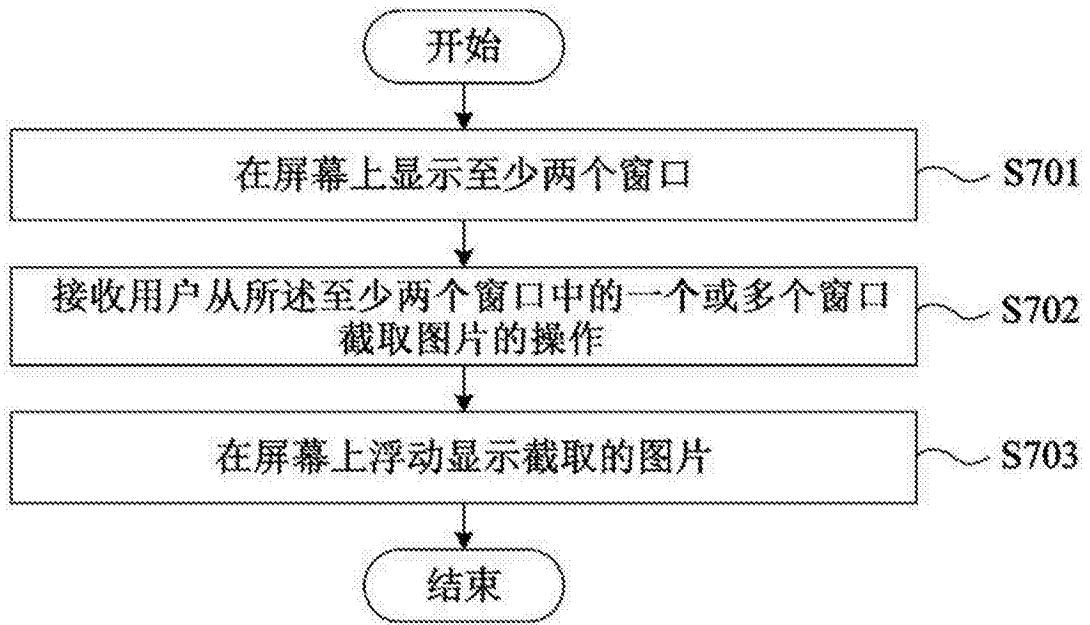 开始
在屏幕上显示至少两个窗口
S701
接收用户从所述至少两个窗口中的一个或多个窗口
截取图片的操作
S702
在屏幕上浮动显示截取的图片
S703
结束